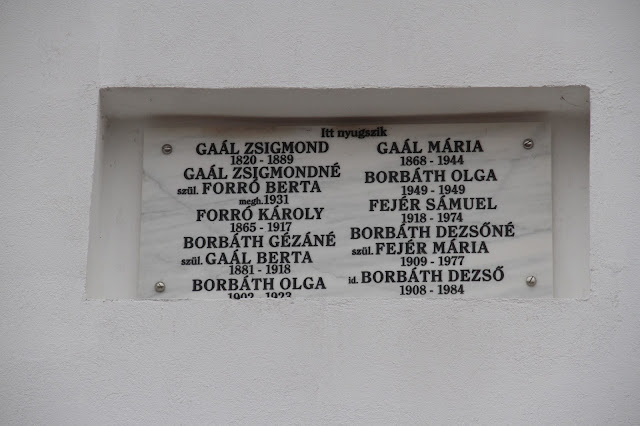 Itt nyugszik
GAÁL ZSIGMOND
1820 - 1889
GAÁL ZSIGMONDNÉ
szül. FORRÓ BERTA
megh.1931
FORRÓ KÁROLY
1865 - 1917
BORBÁTH GÉZÁNÉ
szül. GAÁL BERTA
1881 - 1918
BORBÁTH OLGA
1902 - 1923
GAÁL MÁRIA
1868 - 1944
BORBÁTH OLGA
1949 - 1949
FEJÉR SÁMUEL
1918 - 1974
BORBÁTH DEZSŐNÉ
szül. FEJÉR MÁRIA
1909 - 1977
id. BORBÁTH DEZSŐ
1908 - 1984